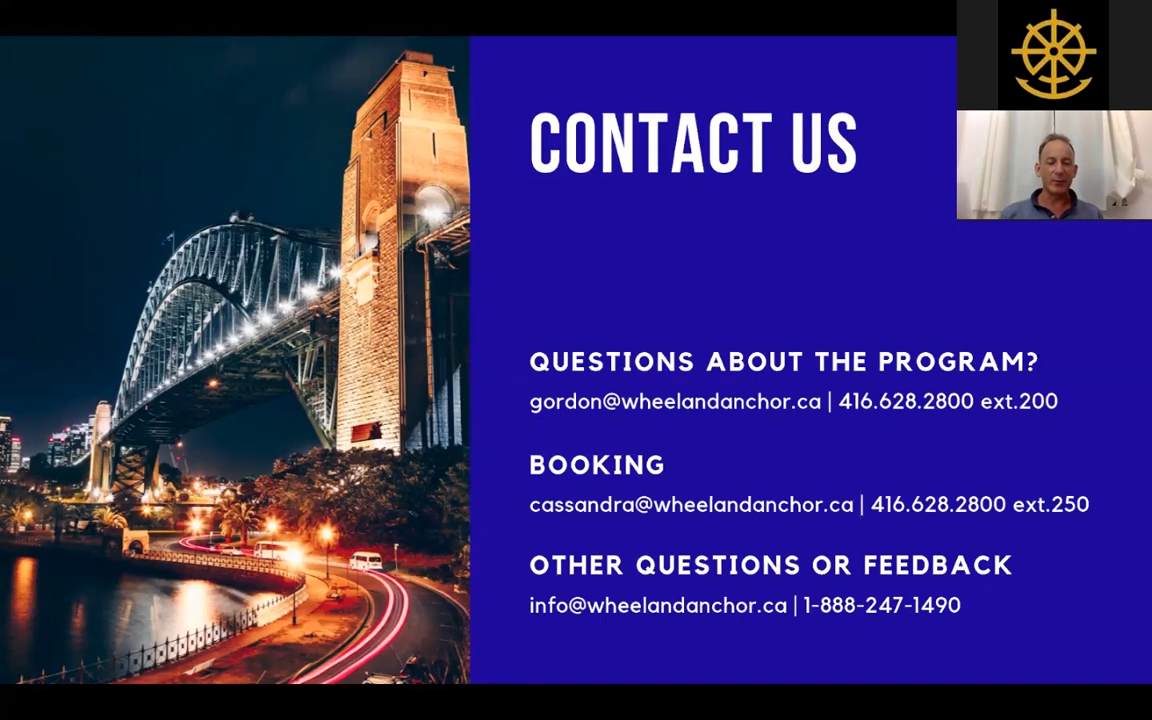 CONTACT US
QUESTIONS ABOUT THE PROGRAM?
gordon@wheelandanchor.ca | 416.628.2800 ext.200
BOOKING
cassandra@wheelandanchor.ca | 416.628.2800 ext.250
OTHER QUESTIONS OR FEEDBACK
info@wheelandanchor.ca | 1-888-247-1490